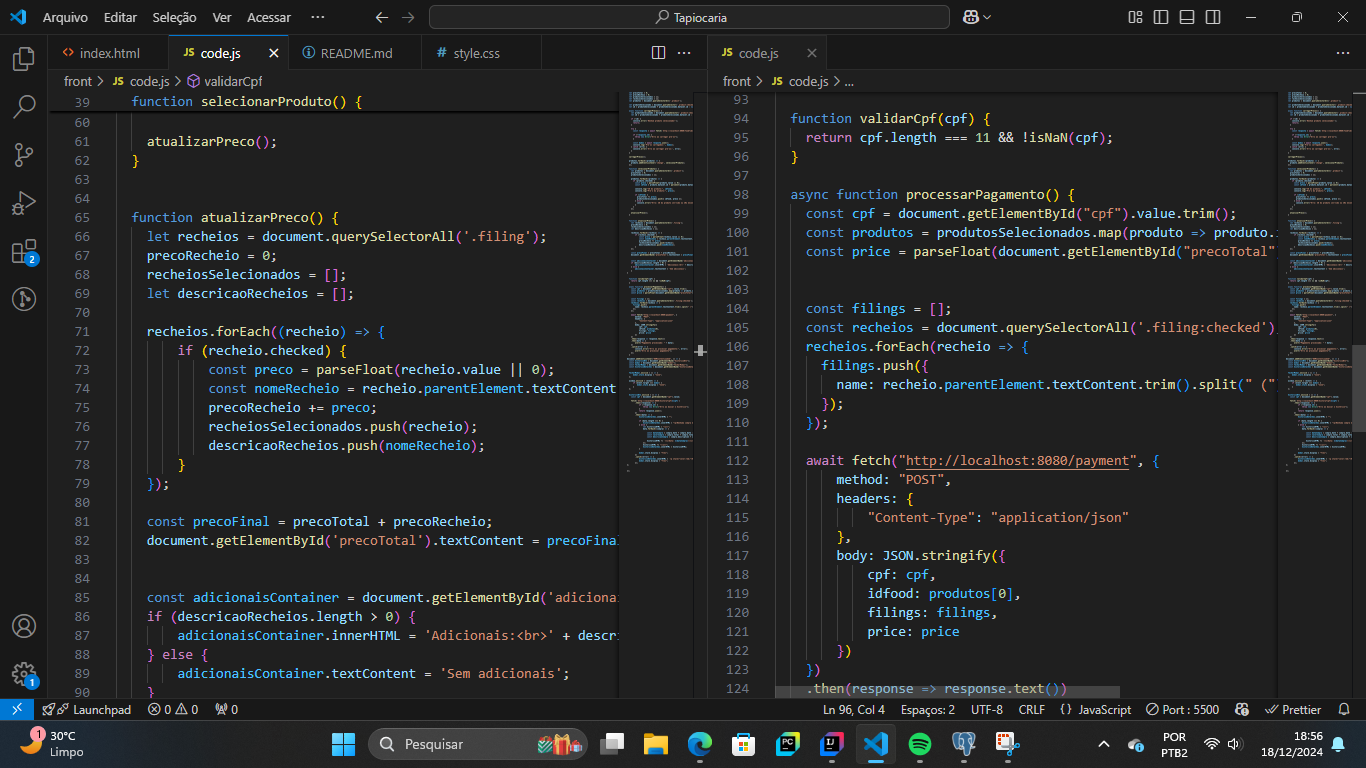 Arquivo Editar Seleção Ver Acessar ···
Tapiocaria
index.html
JS code.js
README.md
# style.css
JS code.js
front > JS code.js > validarCpf
front > JS code.js > ...
39 function selecionarProduto() {
60
61 atualizarPreco();
62 }
63
64
65 function atualizarPreco() {
66 let recheios = document.querySelectorAll('.filing');
67 precoRecheio = 0;
68 recheiosSelecionados = [];
69 let descricaoRecheios = [];
70
71 recheios.forEach((recheio) => {
72 if (recheio.checked) {
73 const preco = parseFloat(recheio.value || 0);
74 const nomeRecheio = recheio.parentElement.textContent
75 precoRecheio += preco;
76 recheiosSelecionados.push(recheio);
77 descricaoRecheios.push(nomeRecheio);
78 }
79 });
80
81 const precoFinal = precoTotal + precoRecheio;
82 document.getElementById('precoTotal').textContent = precoFinal
83
84
85 const adicionaisContainer = document.getElementById('adiciona
86 if (descricaoRecheios.length > 0) {
87 adicionaisContainer.innerHTML = 'Adicionais:<br>' + descri
88 } else {
89 adicionaisContainer.textContent = 'Sem adicionais';
90 }
93
94 function validarCpf(cpf) {
95 return cpf.length === 11 && !isNaN(cpf);
96 }
97
98 async function processarPagamento() {
99 const cpf = document.getElementById("cpf").value.trim();
100 const produtos = produtosSelecionados.map(produto => produto.
101 const price = parseFloat(document.getElementById("precoTotal"
102
103
104 const filings = [];
105 const recheios = document.querySelectorAll('.filing:checked')
106 recheios.forEach(recheio => {
107 filings.push({
108 name: recheio.parentElement.textContent.trim().split(" ("
109 });
110 });
111
112 await fetch("http://localhost:8080/payment", {
113 method: "POST",
114 headers: {
115 "Content-Type": "application/json"
116 },
117 body: JSON.stringify({
118 cpf: cpf,
119 idfood: produtos[0],
120 filings: filings,
121 price: price
122 })
123 })
124 .then(response => response.text())
2
1
Launchpad 0 0 0
Ln 96, Col 4 Espaços: 2 UTF-8 CRLF {} JavaScript Port : 5500 Prettier
1
30°C
Limpo
Pesquisar
PC
IJ
POR
PTB2
18:56
18/12/2024